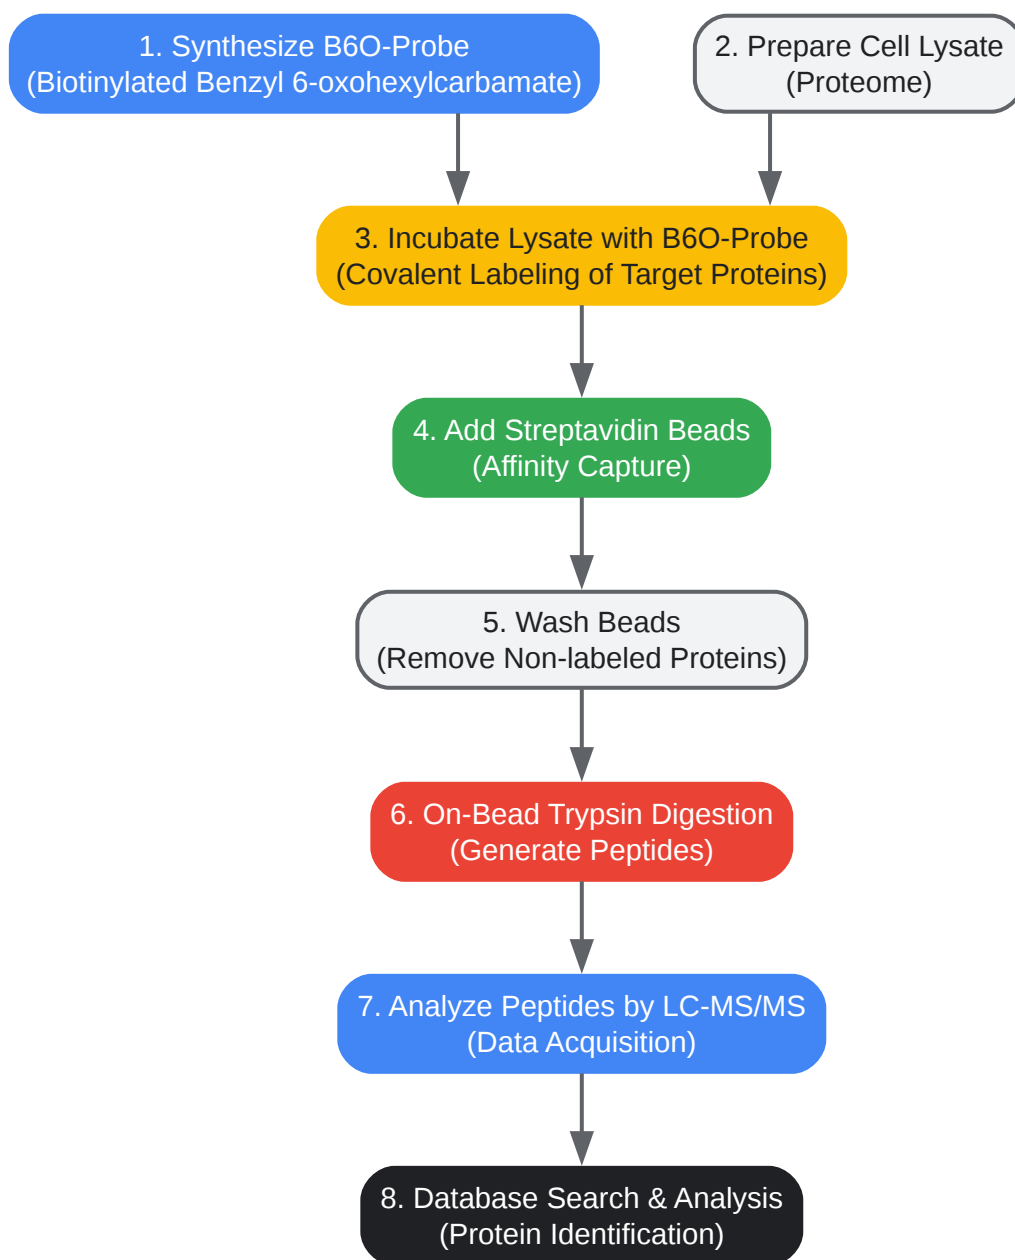 1. Synthesize B6O-Probe
(Biotinylated Benzyl 6-oxohexylcarbamate)
2. Prepare Cell Lysate
(Proteome)
3. Incubate Lysate with B6O-Probe
(Covalent Labeling of Target Proteins)
4. Add Streptavidin Beads
(Affinity Capture)
5. Wash Beads
(Remove Non-labeled Proteins)
6. On-Bead Trypsin Digestion
(Generate Peptides)
7. Analyze Peptides by LC-MS/MS
(Data Acquisition)
8. Database Search & Analysis
(Protein Identification)